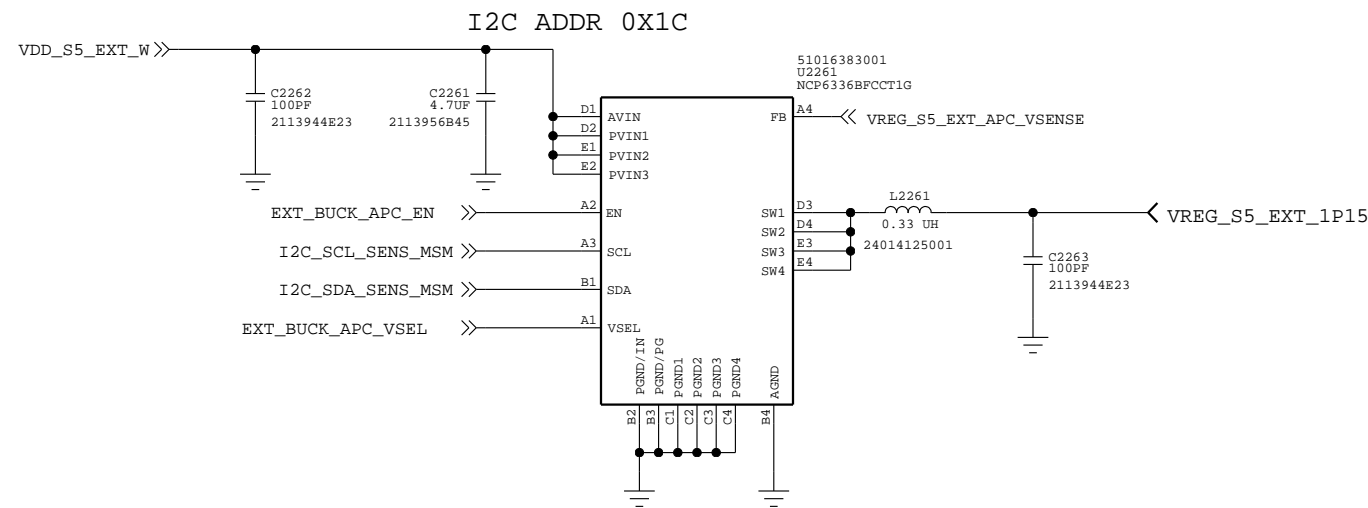 I2C ADDR 0X1C
VDD_S5_EXT_W
C2262
100PF
2113944E23
C2261
4.7UF
2113956B45
51016383001
U2261
NCP6336BFCCT1G
D1
AVIN
D2
PVIN1
E1
PVIN2
E2
PVIN3
FB
A4
VREG_S5_EXT_APC_VSENSE
EXT_BUCK_APC_EN
A2
EN
I2C_SCL_SENS_MSM
A3
SCL
I2C_SDA_SENS_MSM
B1
SDA
EXT_BUCK_APC_VSEL
A1
VSEL
SW1
D3
SW2
D4
SW3
E3
SW4
E4
L2261
0.33 UH
24014125001
VREG_S5_EXT_1P15
C2263
100PF
2113944E23
PGND/IN
PGND/PG
PGND1
PGND2
PGND3
PGND4
AGND
B2
B3
C1
C2
C3
C4
B4